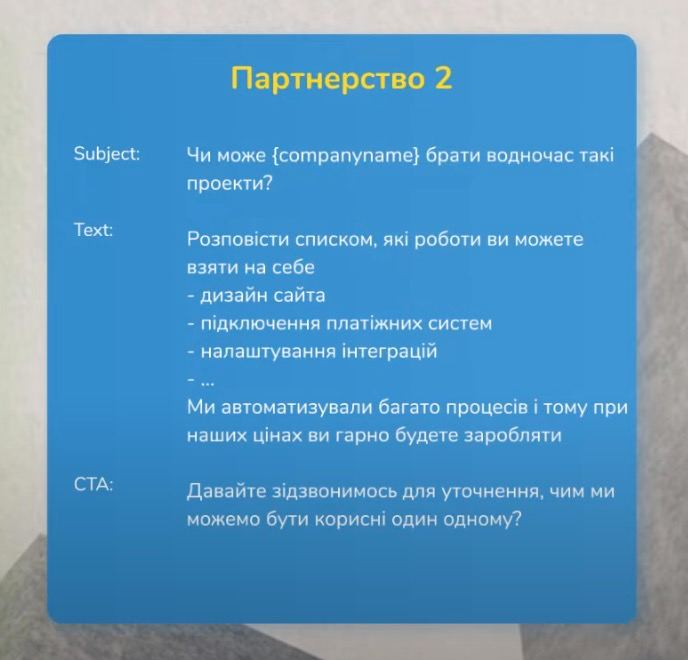 Партнерство 2
Subject: Чи може {companyname} брати водночас такі
проекти?
Text:
Розповісти списком, які роботи ви можете
взяти на себе
- дизайн сайта
- підключення платіжних систем
- налаштування інтеграцій
- ...
Ми автоматизували багато процесів і тому при
наших цінах ви гарно будете заробляти
CTA:
Давайте зідзвонимось для уточнення, чим ми
можемо бути корисні один одному?